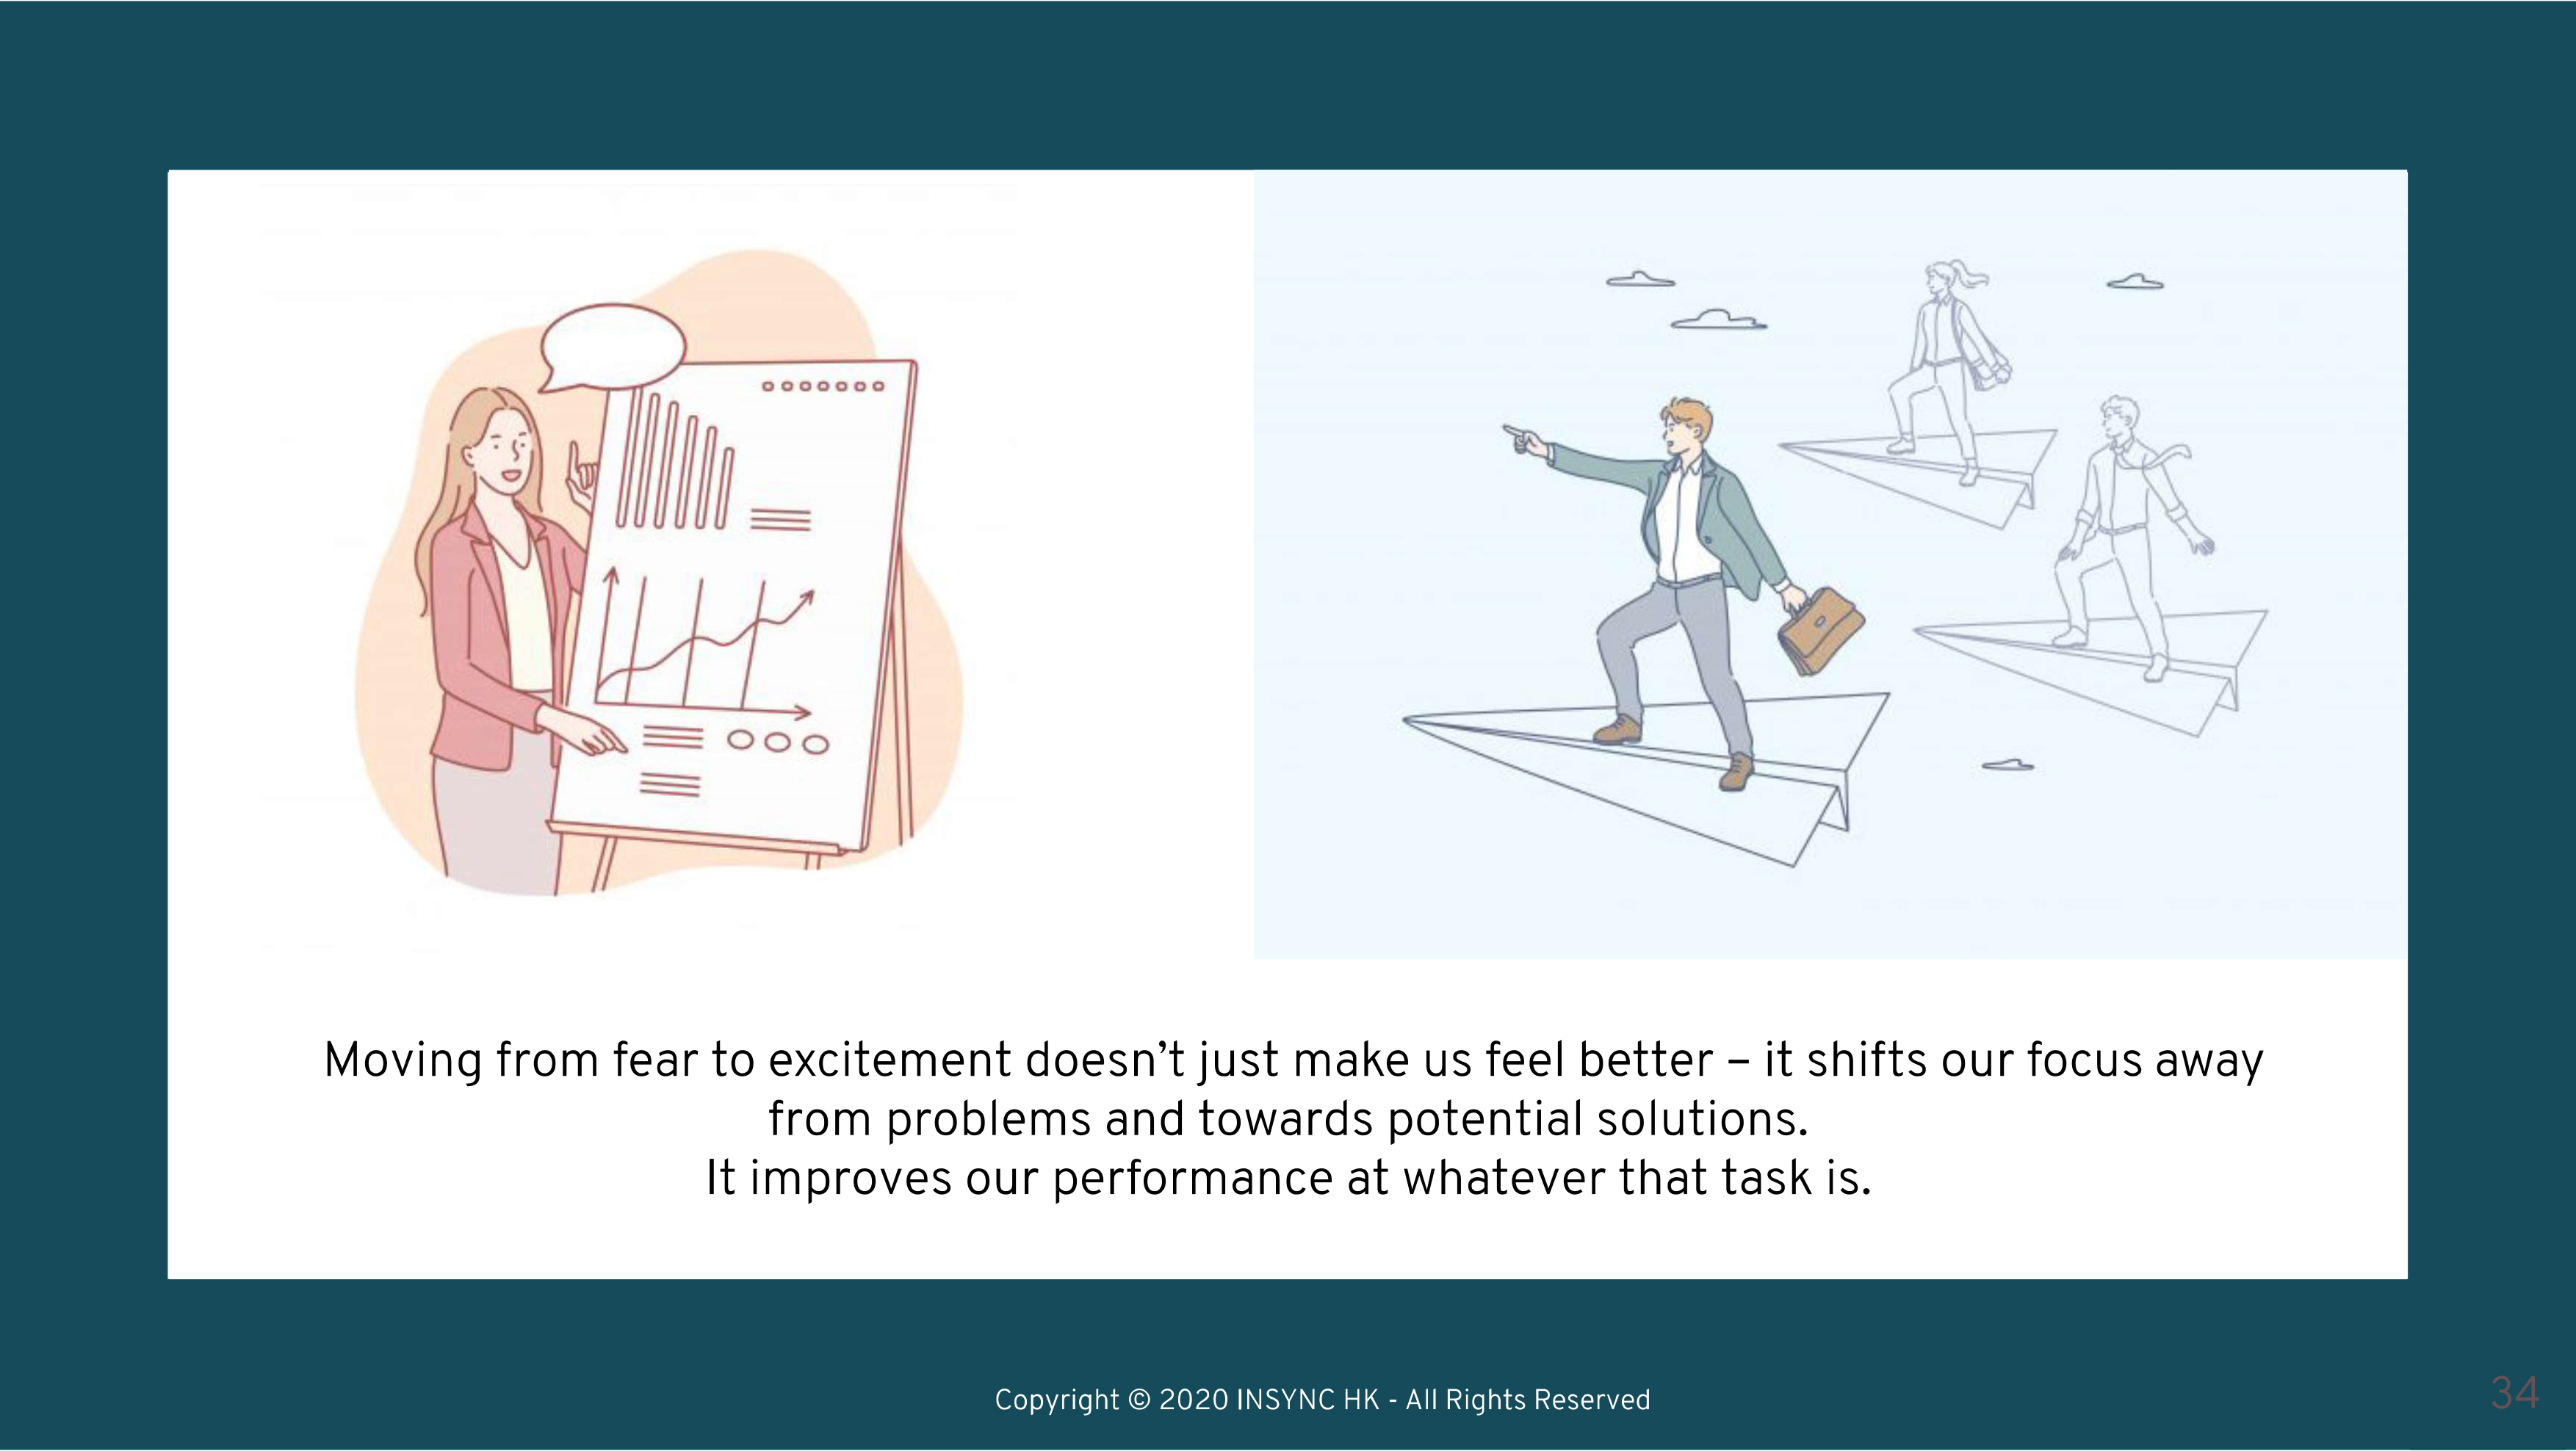 Moving from fear to excitement doesn’t just make us feel better – it shifts our focus away
from problems and towards potential solutions.
It improves our performance at whatever that task is.
Copyright © 2020 INSYNC HK - All Rights Reserved
34